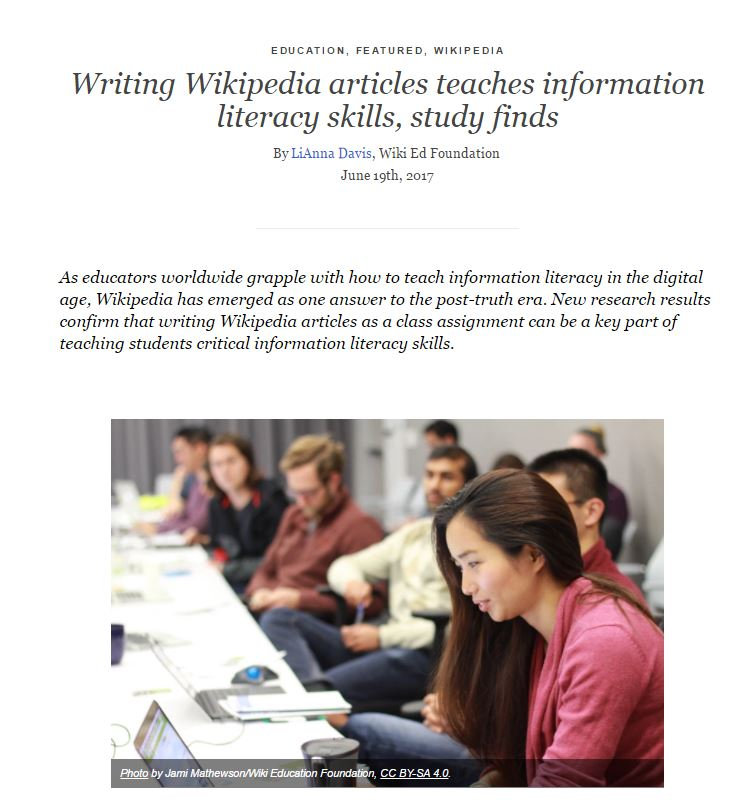 EDUCATION, FEATURED, WIKIPEDIA
Writing Wikipedia articles teaches information
literacy skills, study finds
By LiAnna Davis, Wiki Ed Foundation
June 19th, 2017
As educators worldwide grapple with how to teach information literacy in the digital
age, Wikipedia has emerged as one answer to the post-truth era. New research results
confirm that writing Wikipedia articles as a class assignment can be a key part of
teaching students critical information literacy skills.
Photo by Jami Mathewson/Wiki Education Foundation, CC BY-SA 4.0.